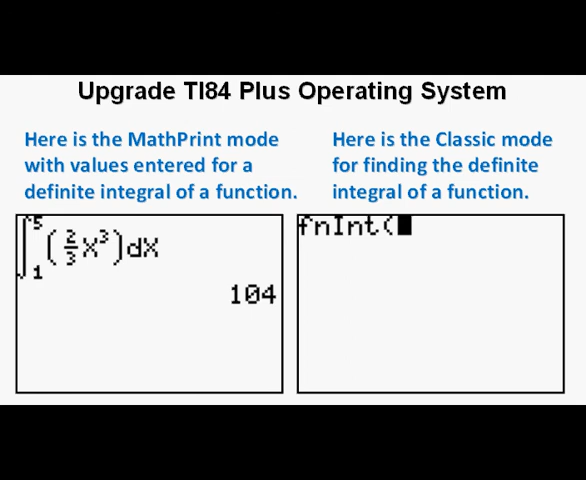 Upgrade TI84 Plus Operating System
Here is the MathPrint mode
with values entered for a
definite integral of a function.
Here is the Classic mode
for finding the definite
integral of a function.
∫₁⁵(2/3X³)dX
104
fnInt(